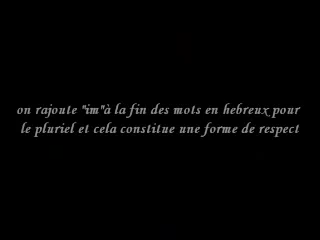 on rajoute "im"à la fin des mots en hebreux pour
le pluriel et cela constitue une forme de respect